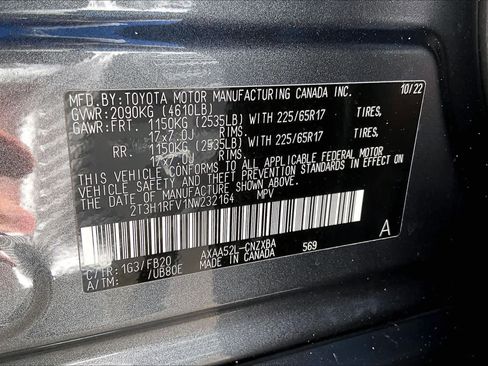 MFD.BY:TOYOTA MOTOR MANUFACTURING CANADA INC. 10/22
GVWR:2090KG (4610LB)
GAWR:FRT. 1150KG (2535LB) WITH 225/65R17 TIRES,
17x7.0J RIMS.
RR. 1150KG (2535LB) WITH 225/65R17 TIRES,
17x7.0J RIMS.
THIS VEHICLE CONFORMS TO ALL APPLICABLE FEDERAL MOTOR
VEHICLE SAFETY AND THEFT PREVENTION STANDARDS IN EFFECT ON
THE DATE OF MANUFACTURE SHOWN ABOVE.
2T3H1RFV1NW232164 MPV
C/TR:1G3/FB20 AXAA52L-CNZXBA 569 A
A/TM: /UB80E MADE IN CANADA